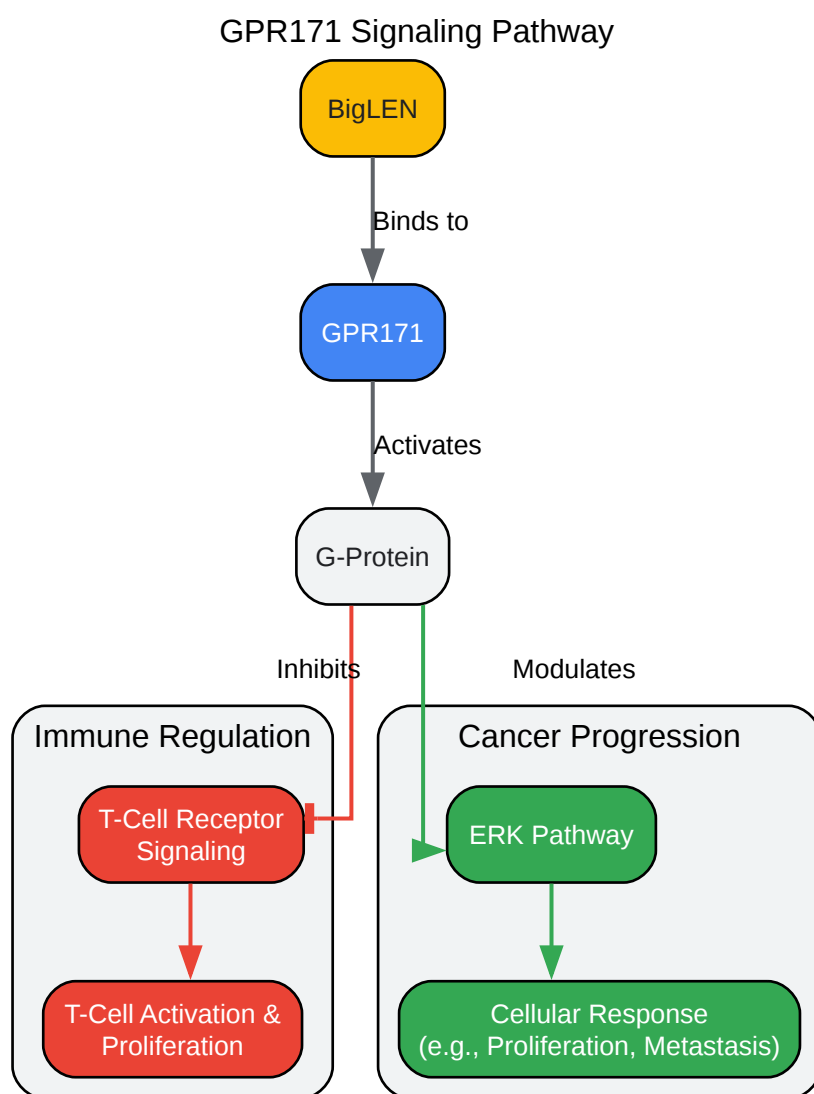 GPR171 Signaling Pathway
BigLEN
Binds to
GPR171
Activates
G-Protein
Inhibits
Modulates
Immune Regulation
Cancer Progression
T-Cell Receptor
Signaling
ERK Pathway
T-Cell Activation &
Proliferation
Cellular Response
(e.g., Proliferation, Metastasis)